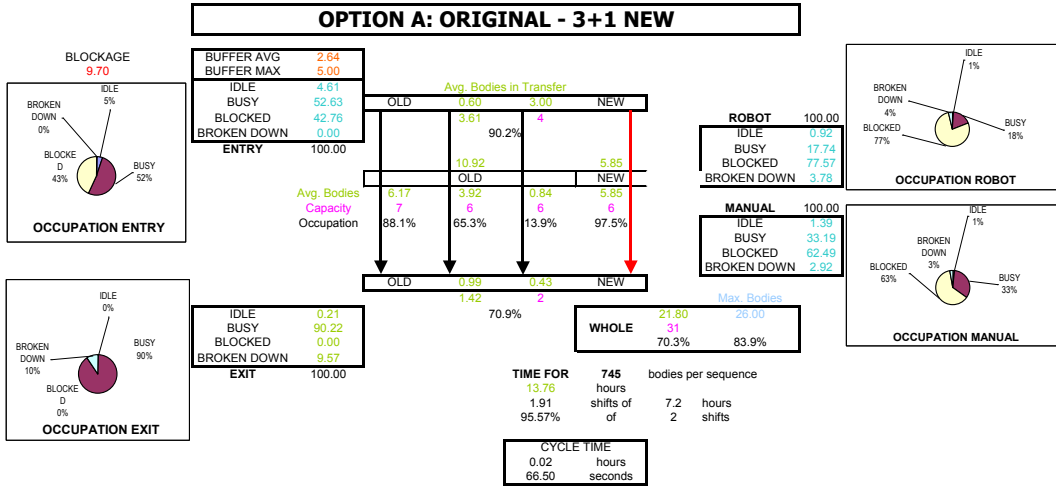 OPTION A: ORIGINAL - 3+1 NEW
BLOCKAGE
9.70
IDLE
5%
BROKEN
DOWN
0%
BLOCKE
D
43%
BUSY
52%
OCCUPATION ENTRY
BUFFER AVG 2.64
BUFFER MAX 5.00
IDLE 4.61
BUSY 52.63
BLOCKED 42.76
BROKEN DOWN 0.00
ENTRY 100.00
Avg. Bodies in Transfer
OLD 0.60 3.00 NEW
3.61 4
90.2%
10.92 5.85
OLD NEW
Avg. Bodies 6.17 3.92 0.84 5.85
Capacity 7 6 6 6
Occupation 88.1% 65.3% 13.9% 97.5%
OLD 0.99 0.43 NEW
1.42 2
70.9%
ROBOT 100.00
IDLE 0.92
BUSY 17.74
BLOCKED 77.57
BROKEN DOWN 3.78
IDLE
1%
BROKEN
DOWN
4%
BLOCKED
77%
BUSY
18%
OCCUPATION ROBOT
MANUAL 100.00
IDLE 1.39
BUSY 33.19
BLOCKED 62.49
BROKEN DOWN 2.92
IDLE
1%
BROKEN
DOWN
3%
BLOCKED
63%
BUSY
33%
OCCUPATION MANUAL
IDLE
0%
BROKEN
DOWN
10%
BUSY
90%
BLOCKE
D
0%
OCCUPATION EXIT
IDLE 0.21
BUSY 90.22
BLOCKED 0.00
BROKEN DOWN 9.57
EXIT 100.00
Max. Bodies
21.80 26.00
WHOLE 31
70.3% 83.9%
TIME FOR 745 bodies per sequence
13.76 hours
1.91 shifts of 7.2 hours
95.57% of 2 shifts
CYCLE TIME
0.02 hours
66.50 seconds